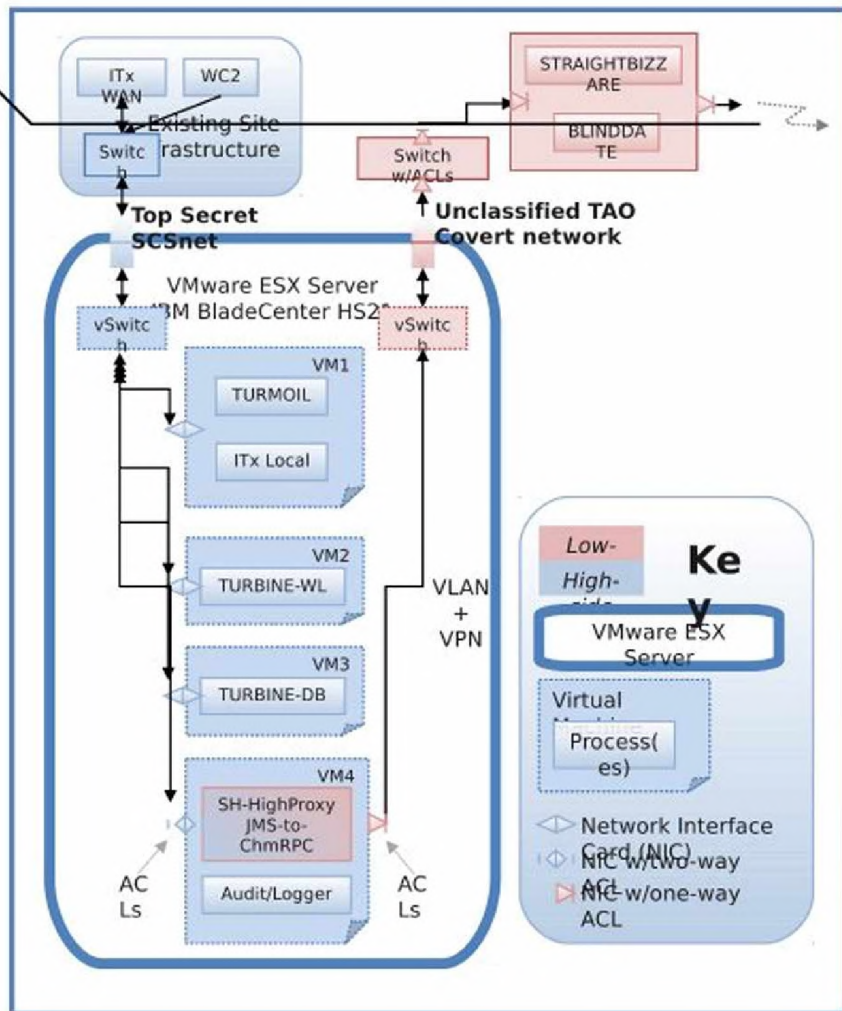 ITx
WAN
WC2
Existing Site
rastructure
Switc
h
STRAIGHTBIZZ
ARE
BLINDDA
TE
Switch
w/ACLs
Top Secret
SCSnet
Unclassified TAO
Covert network
VMware ESX Server
IBM BladeCenter HS2
vSwitc
h
vSwitc
h
VM1
TURMOIL
ITx Local
VM2
TURBINE-WL
VLAN
+
VPN
VM3
TURBINE-DB
VM4
SH-HighProxy
JMS-to-
ChmRPC
Audit/Logger
AC
Ls
AC
Ls
Low-
High-
side
Ke
y
VMware ESX
Server
Virtual
Machine
Process(
es)
Network Interface
Card (NIC)
NIC w/two-way
ACL
NIC w/one-way
ACL